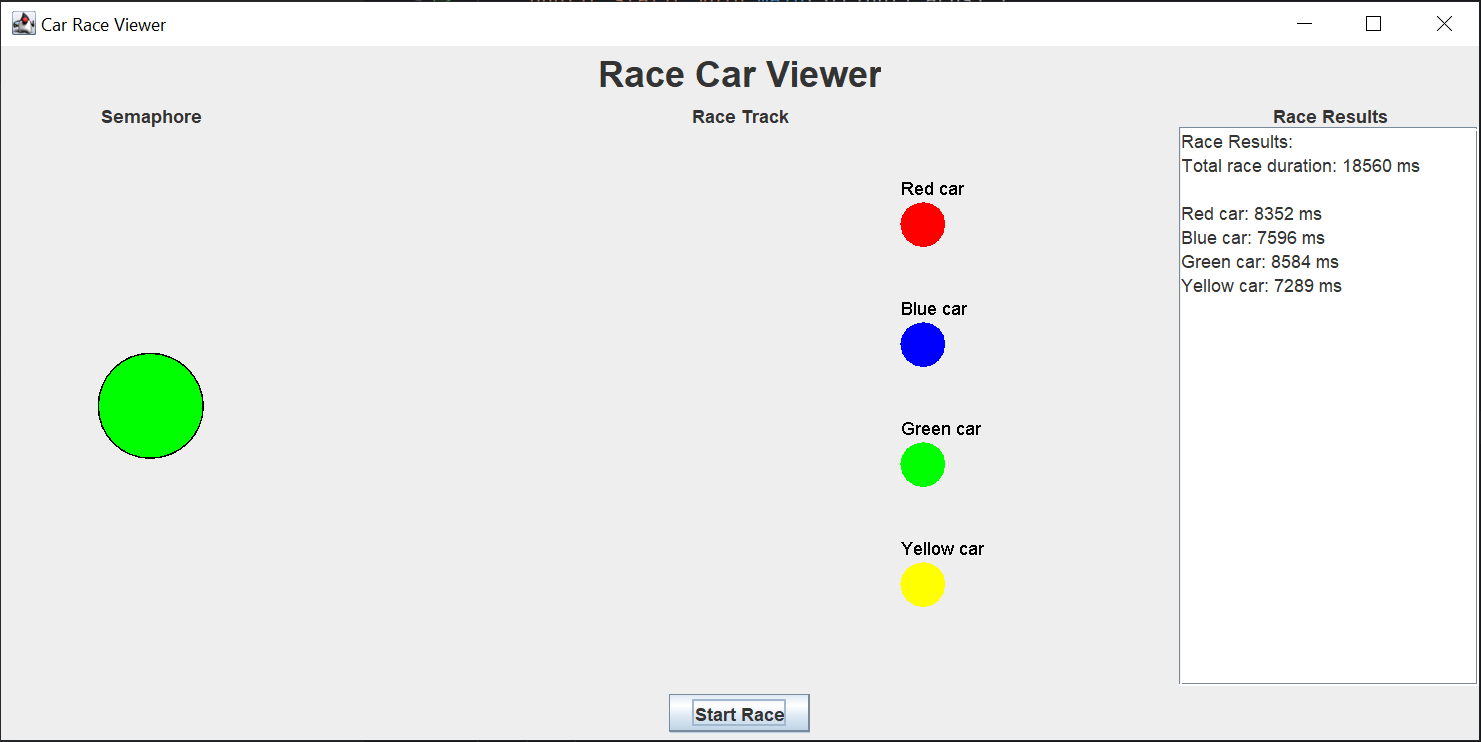 Car Race Viewer
Race Car Viewer
Semaphore
Race Track
Race Results
Red car
Blue car
Green car
Yellow car
Race Results:
Total race duration: 18560 ms
Red car: 8352 ms
Blue car: 7596 ms
Green car: 8584 ms
Yellow car: 7289 ms
Start Race